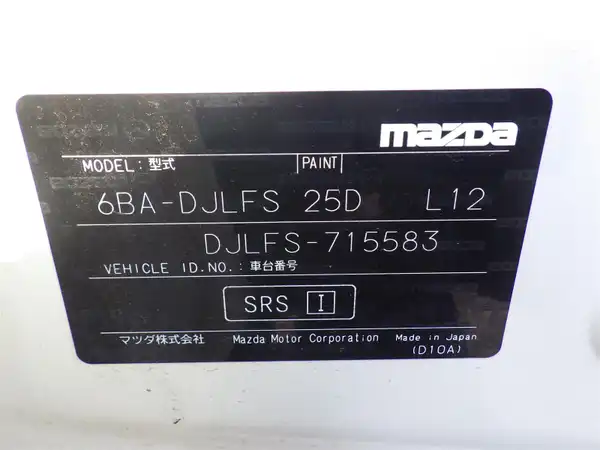 mazda
MODEL: 型式 PAINT
6BA-DJLFS 25D L12
DJLFS-715583
VEHICLE ID.NO.: 車台番号
SRS I
マツダ株式会社 Mazda Motor Corporation Made in Japan
(D10A)